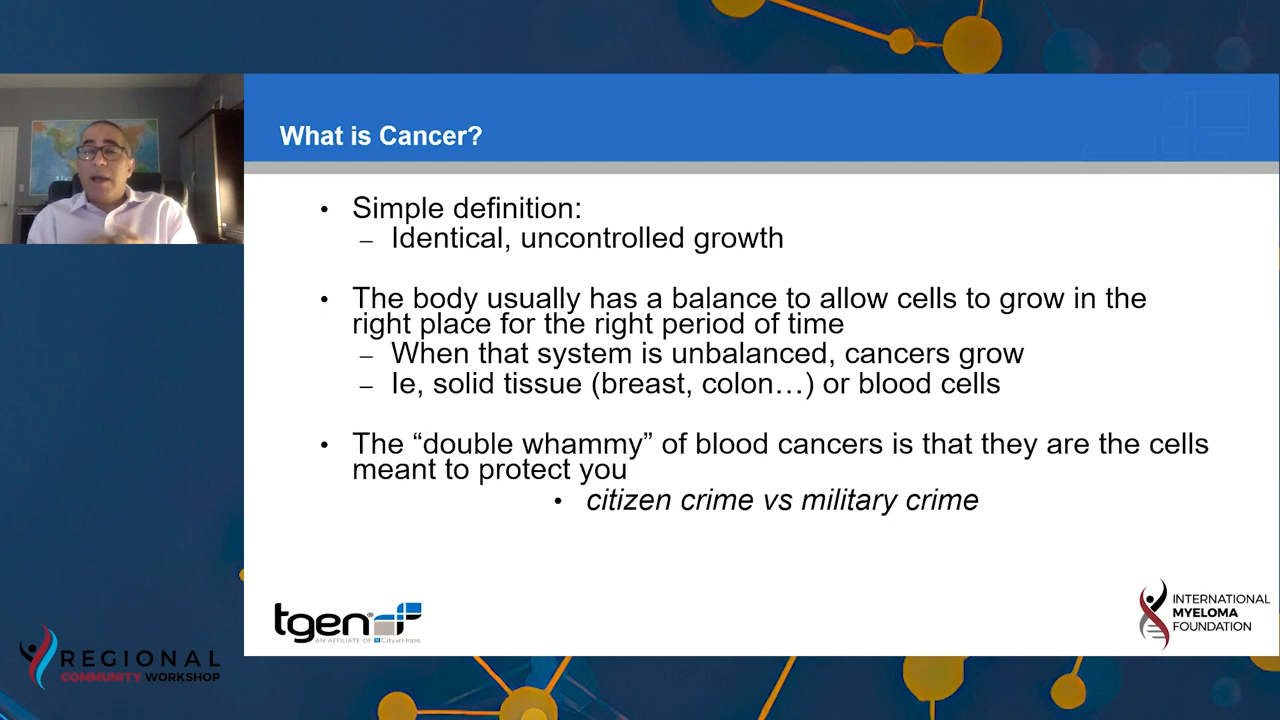 What is Cancer?
• Simple definition:
– Identical, uncontrolled growth
• The body usually has a balance to allow cells to grow in the
right place for the right period of time
– When that system is unbalanced, cancers grow
– Ie, solid tissue (breast, colon…) or blood cells
• The “double whammy” of blood cancers is that they are the cells
meant to protect you
• citizen crime vs military crime
tgen®
AN AFFILIATE OF City of Hope.
INTERNATIONAL
MYELOMA
FOUNDATION
REGIONAL
COMMUNITY WORKSHOP